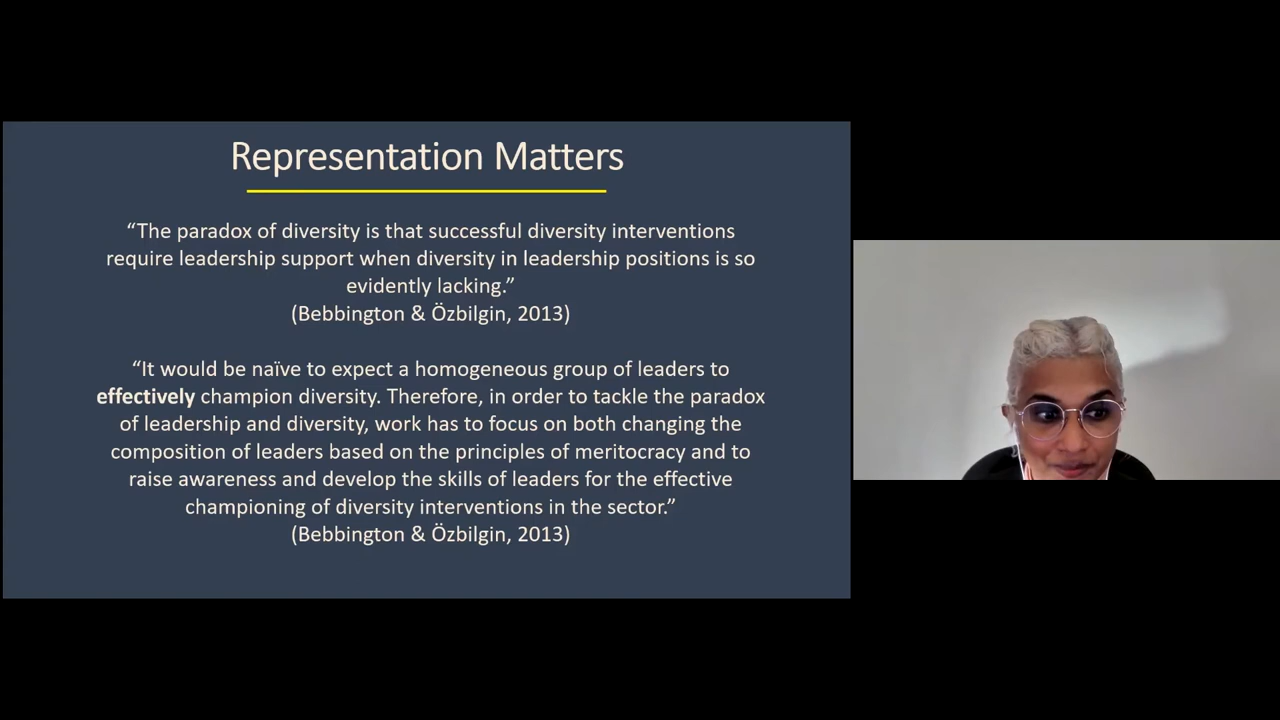 Representation Matters
“The paradox of diversity is that successful diversity interventions
require leadership support when diversity in leadership positions is so
evidently lacking.”
(Bebbington & Özbilgin, 2013)
“It would be naïve to expect a homogeneous group of leaders to
effectively champion diversity. Therefore, in order to tackle the paradox
of leadership and diversity, work has to focus on both changing the
composition of leaders based on the principles of meritocracy and to
raise awareness and develop the skills of leaders for the effective
championing of diversity interventions in the sector.”
(Bebbington & Özbilgin, 2013)